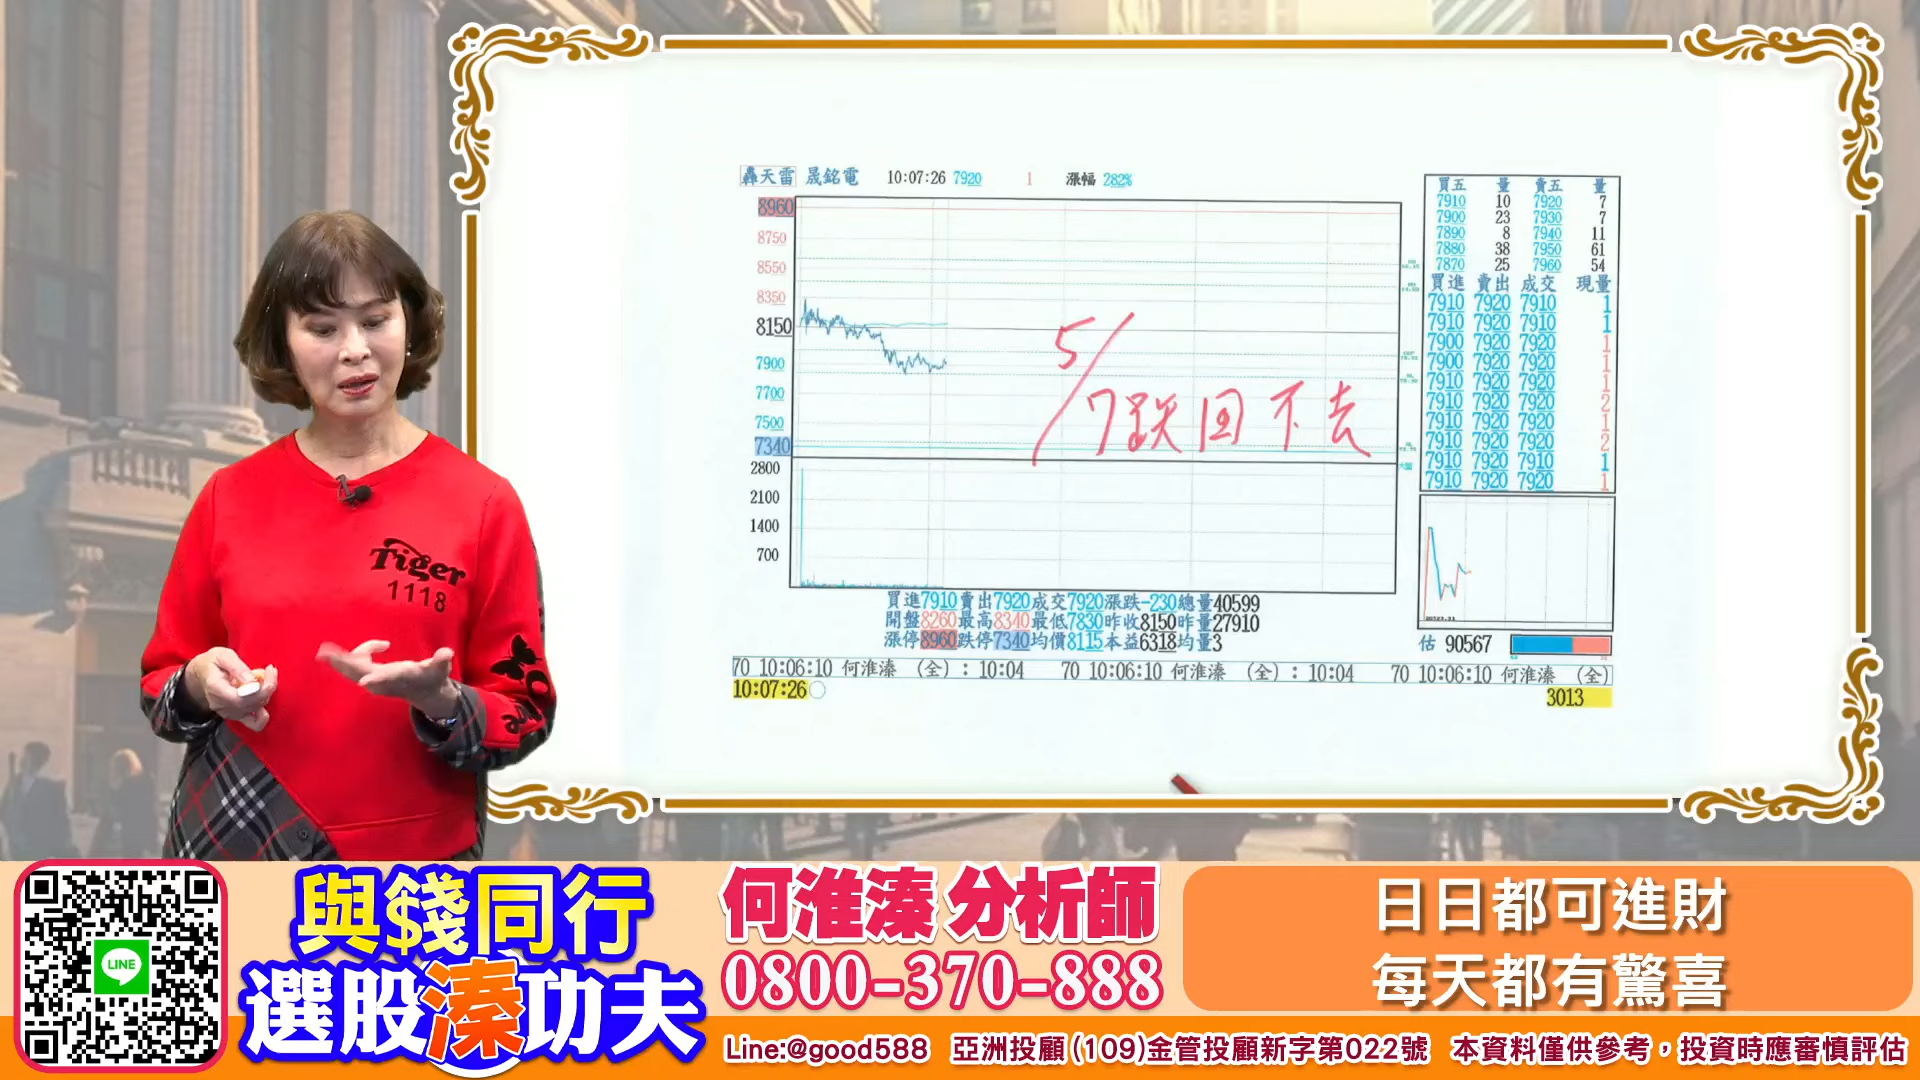 轟天雷 晟銘電 10:07:26 7920 1 漲幅 282%
8960
8750
8550
8350
8150
7900
7700
7500
7340
2800
2100
1400
700
5/7跌回不去
買五 量 賣五 量
7910 10 7920 7
7900 23 7930 7
7890 8 7940 11
7880 38 7950 61
7870 25 7960 54
買進 賣出 成交 現量
7910 7920 7910 1
7910 7920 7910 1
7900 7920 7920 1
7900 7920 7920 1
7910 7920 7920 1
7910 7920 7920 2
7910 7920 7920 1
7910 7920 7920 2
7910 7920 7910 1
7910 7920 7920 1
買進7910賣出7920成交7920漲跌-230總量40599
開盤8260最高8340最低7830昨收8150昨量27910
漲停8960跌停7340均價8115本益6318均量3
估 90567
70 10:06:10 何淮溱 (全) : 10:04 70 10:06:10 何淮溱 (全) : 10:04 70 10:06:10 何淮溱 (全)
10:07:26
3013
Tiger
1118
LINE
與錢同行
選股溱功夫
何淮溱 分析師
0800-370-888
日日都可進財
每天都有驚喜
Line:@good588 亞洲投顧 (109)金管投顧新字第022號 本資料僅供參考,投資時應審慎評估